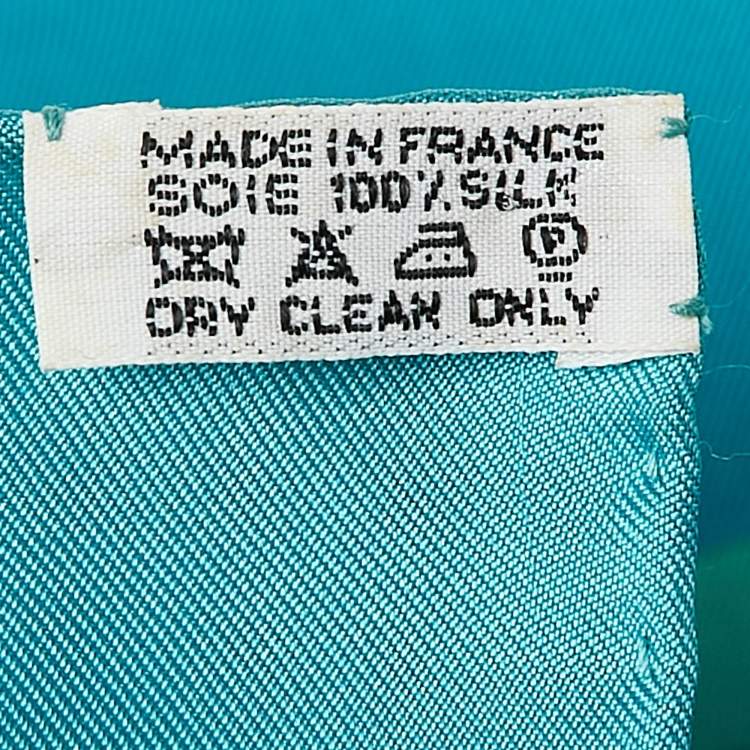 MADE IN FRANCE
SOIE 100% SILK
P
DRY CLEAN ONLY